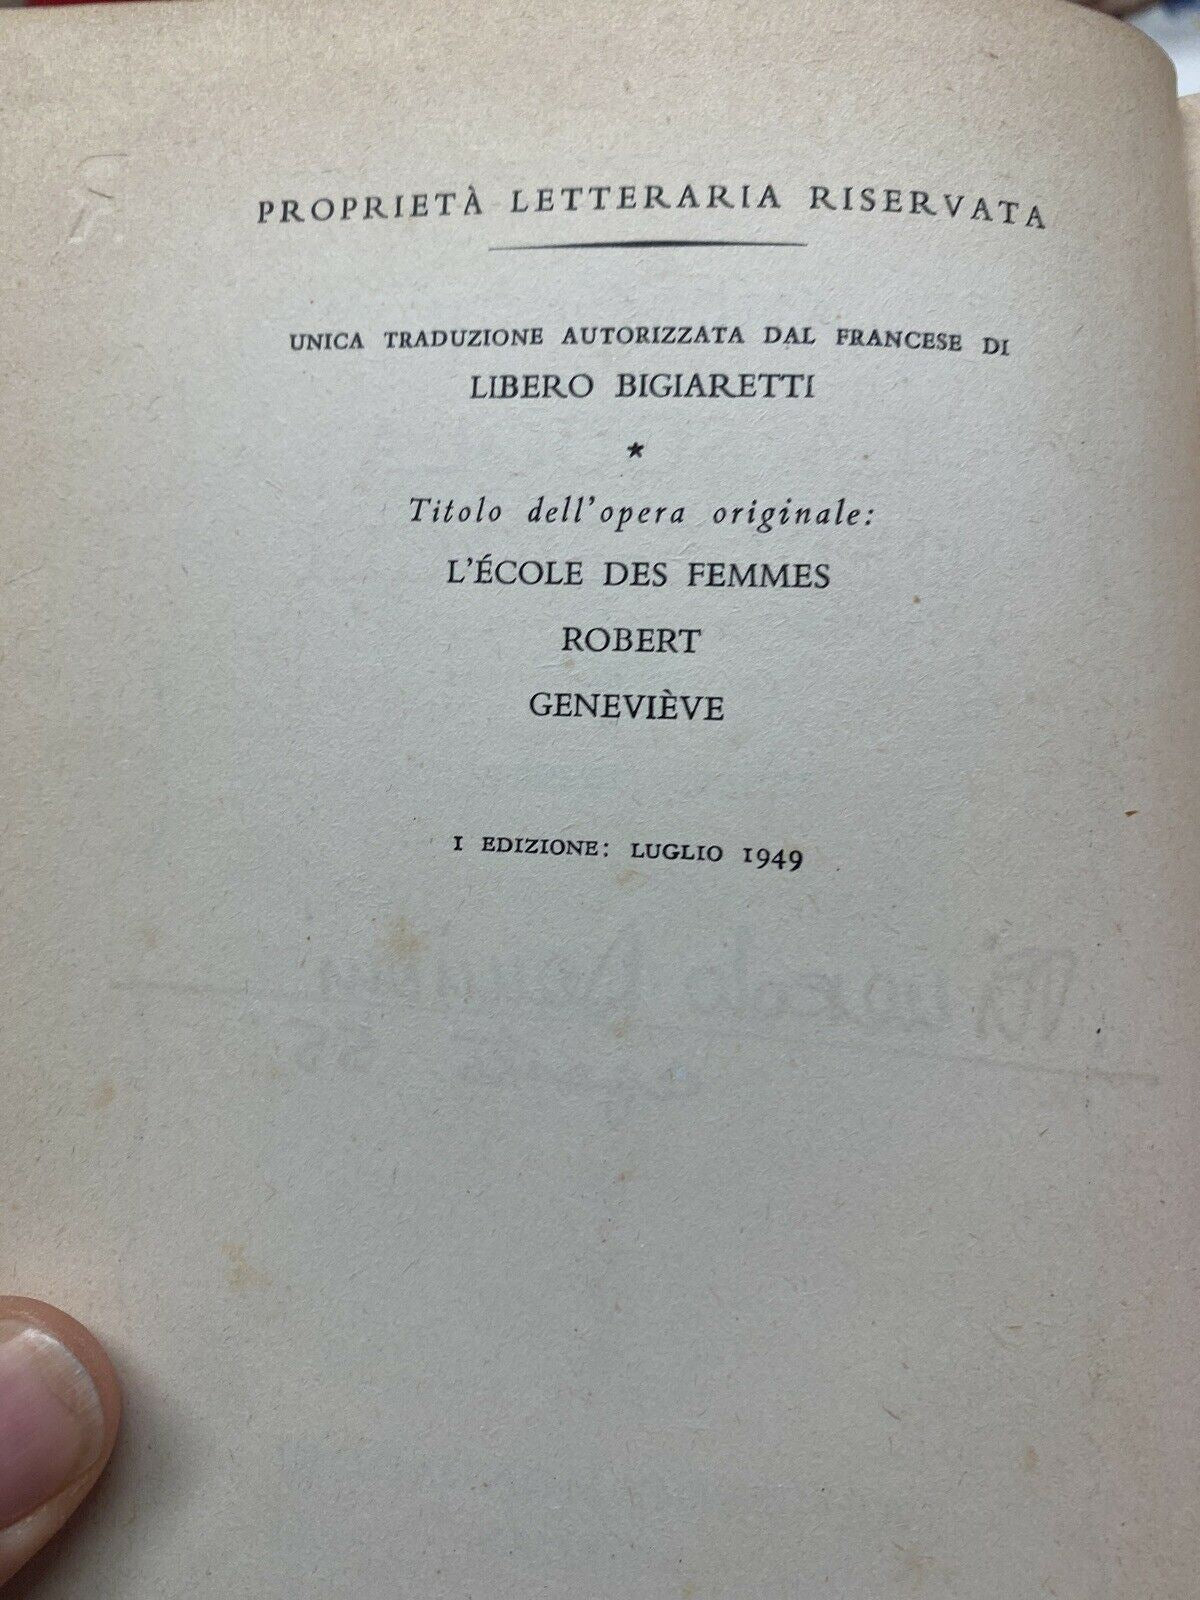 PROPRIETÀ LETTERARIA RISERVATA
UNICA TRADUZIONE AUTORIZZATA DAL FRANCESE DI
LIBERO BIGIARETTI
★
Titolo dell'opera originale:
L'ÉCOLE DES FEMMES
ROBERT
GENEVIÈVE
I EDIZIONE: LUGLIO 1949